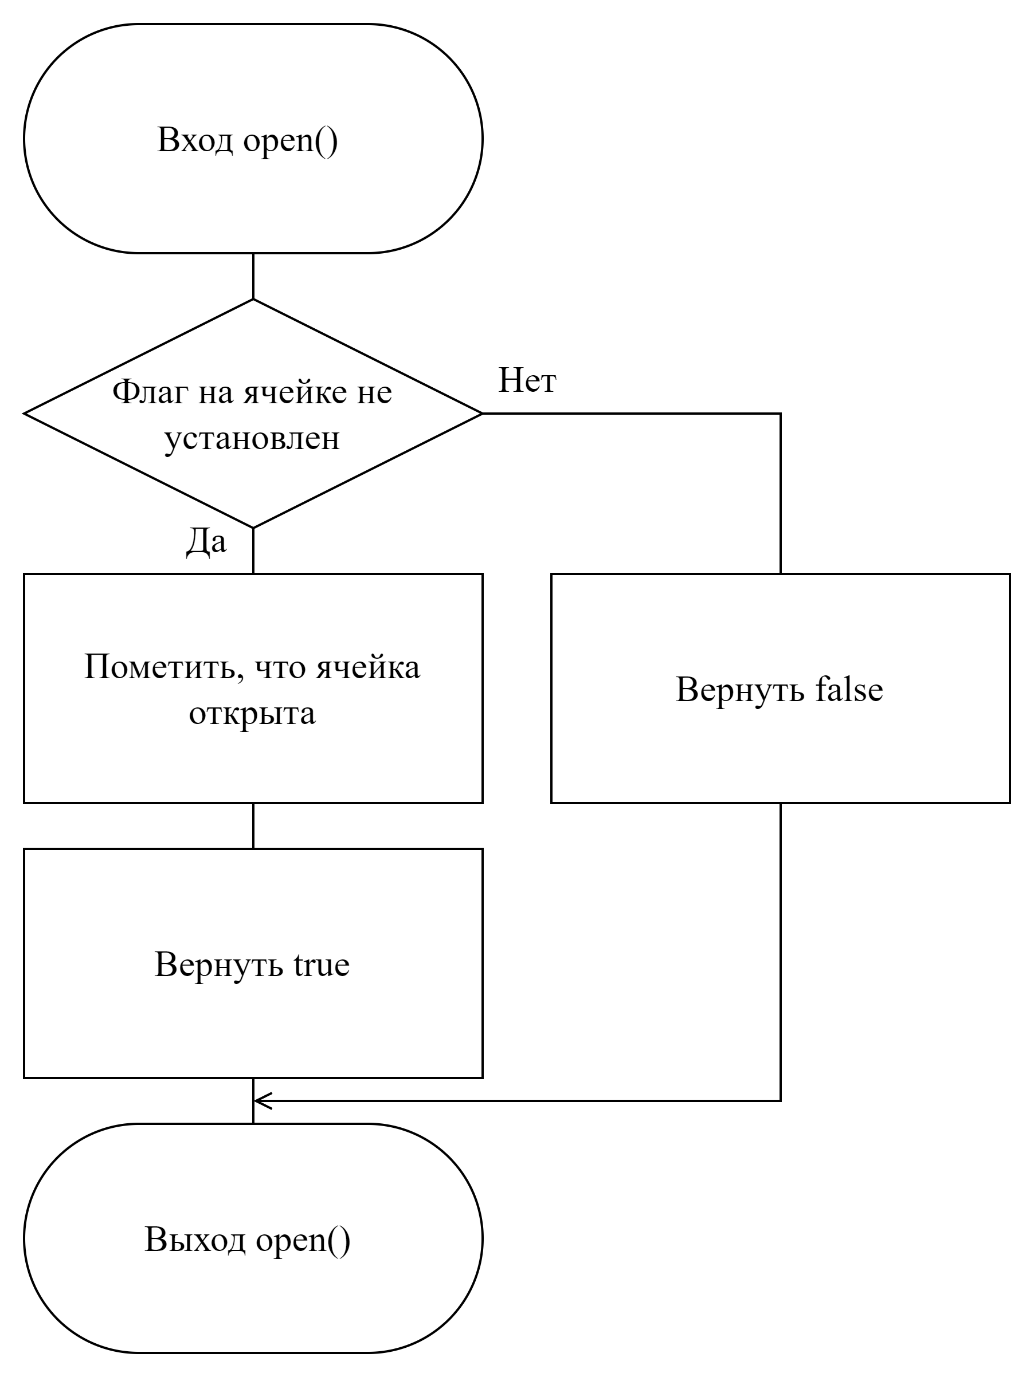 Вход open()
Флаг на ячейке не
установлен
Нет
Да
Пометить, что ячейка
открыта
Вернуть false
Вернуть true
Выход open()